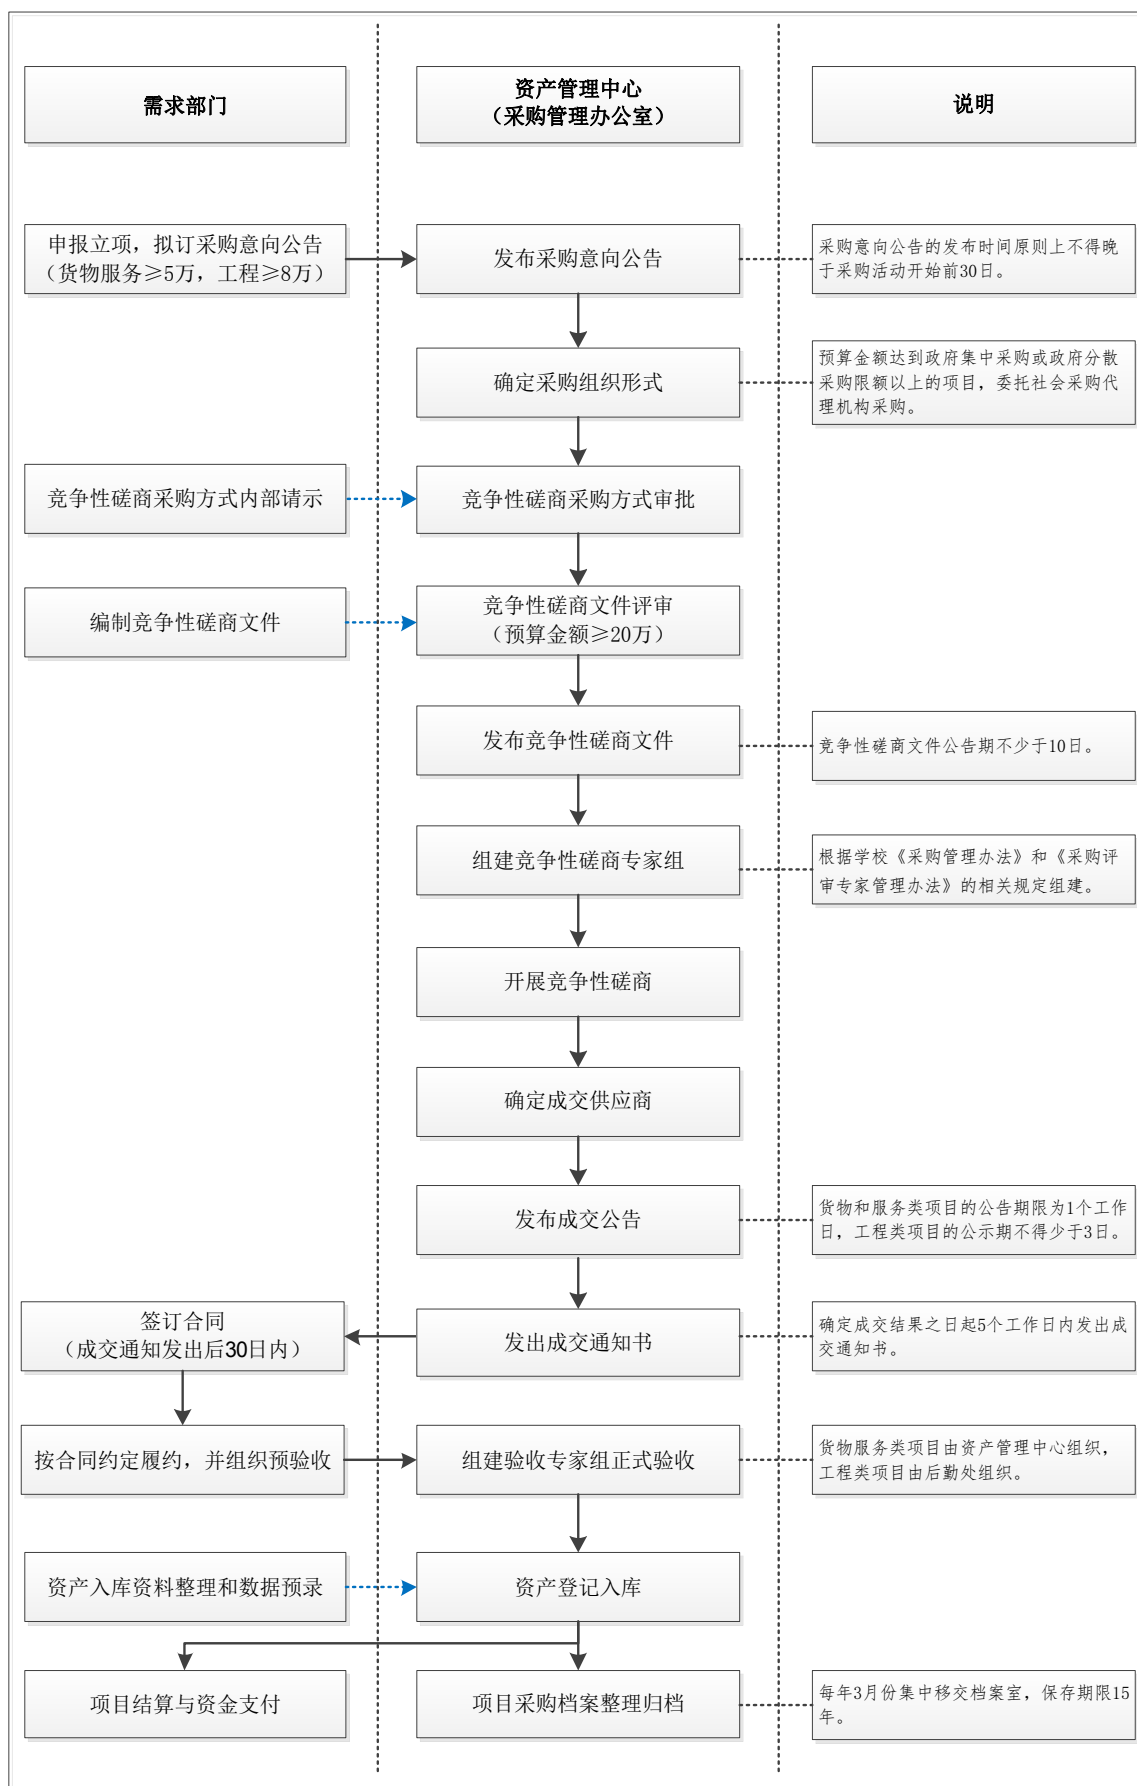 需求部门
资产管理中心
（采购管理办公室）
说明
申报立项，拟订采购意向公告
（货物服务≥5万，工程≥8万）
发布采购意向公告
采购意向公告的发布时间原则上不得晚
于采购活动开始前30日。
确定采购组织形式
预算金额达到政府集中采购或政府分散
采购限额以上的项目，委托社会采购代
理机构采购。
竞争性磋商采购方式内部请示
竞争性磋商采购方式审批
编制竞争性磋商文件
竞争性磋商文件评审
（预算金额≥20万）
发布竞争性磋商文件
竞争性磋商文件公告期不少于10日。
组建竞争性磋商专家组
根据学校《采购管理办法》和《采购评
审专家管理办法》的相关规定组建。
开展竞争性磋商
确定成交供应商
发布成交公告
货物和服务类项目的公告期限为1个工作
日，工程类项目的公示期不得少于3日。
签订合同
（成交通知发出后30日内）
发出成交通知书
确定成交结果之日起5个工作日内发出成
交通知书。
按合同约定履约，并组织预验收
组建验收专家组正式验收
货物服务类项目由资产管理中心组织，
工程类项目由后勤处组织。
资产入库资料整理和数据预录
资产登记入库
项目结算与资金支付
项目采购档案整理归档
每年3月份集中移交档案室，保存期限15
年。